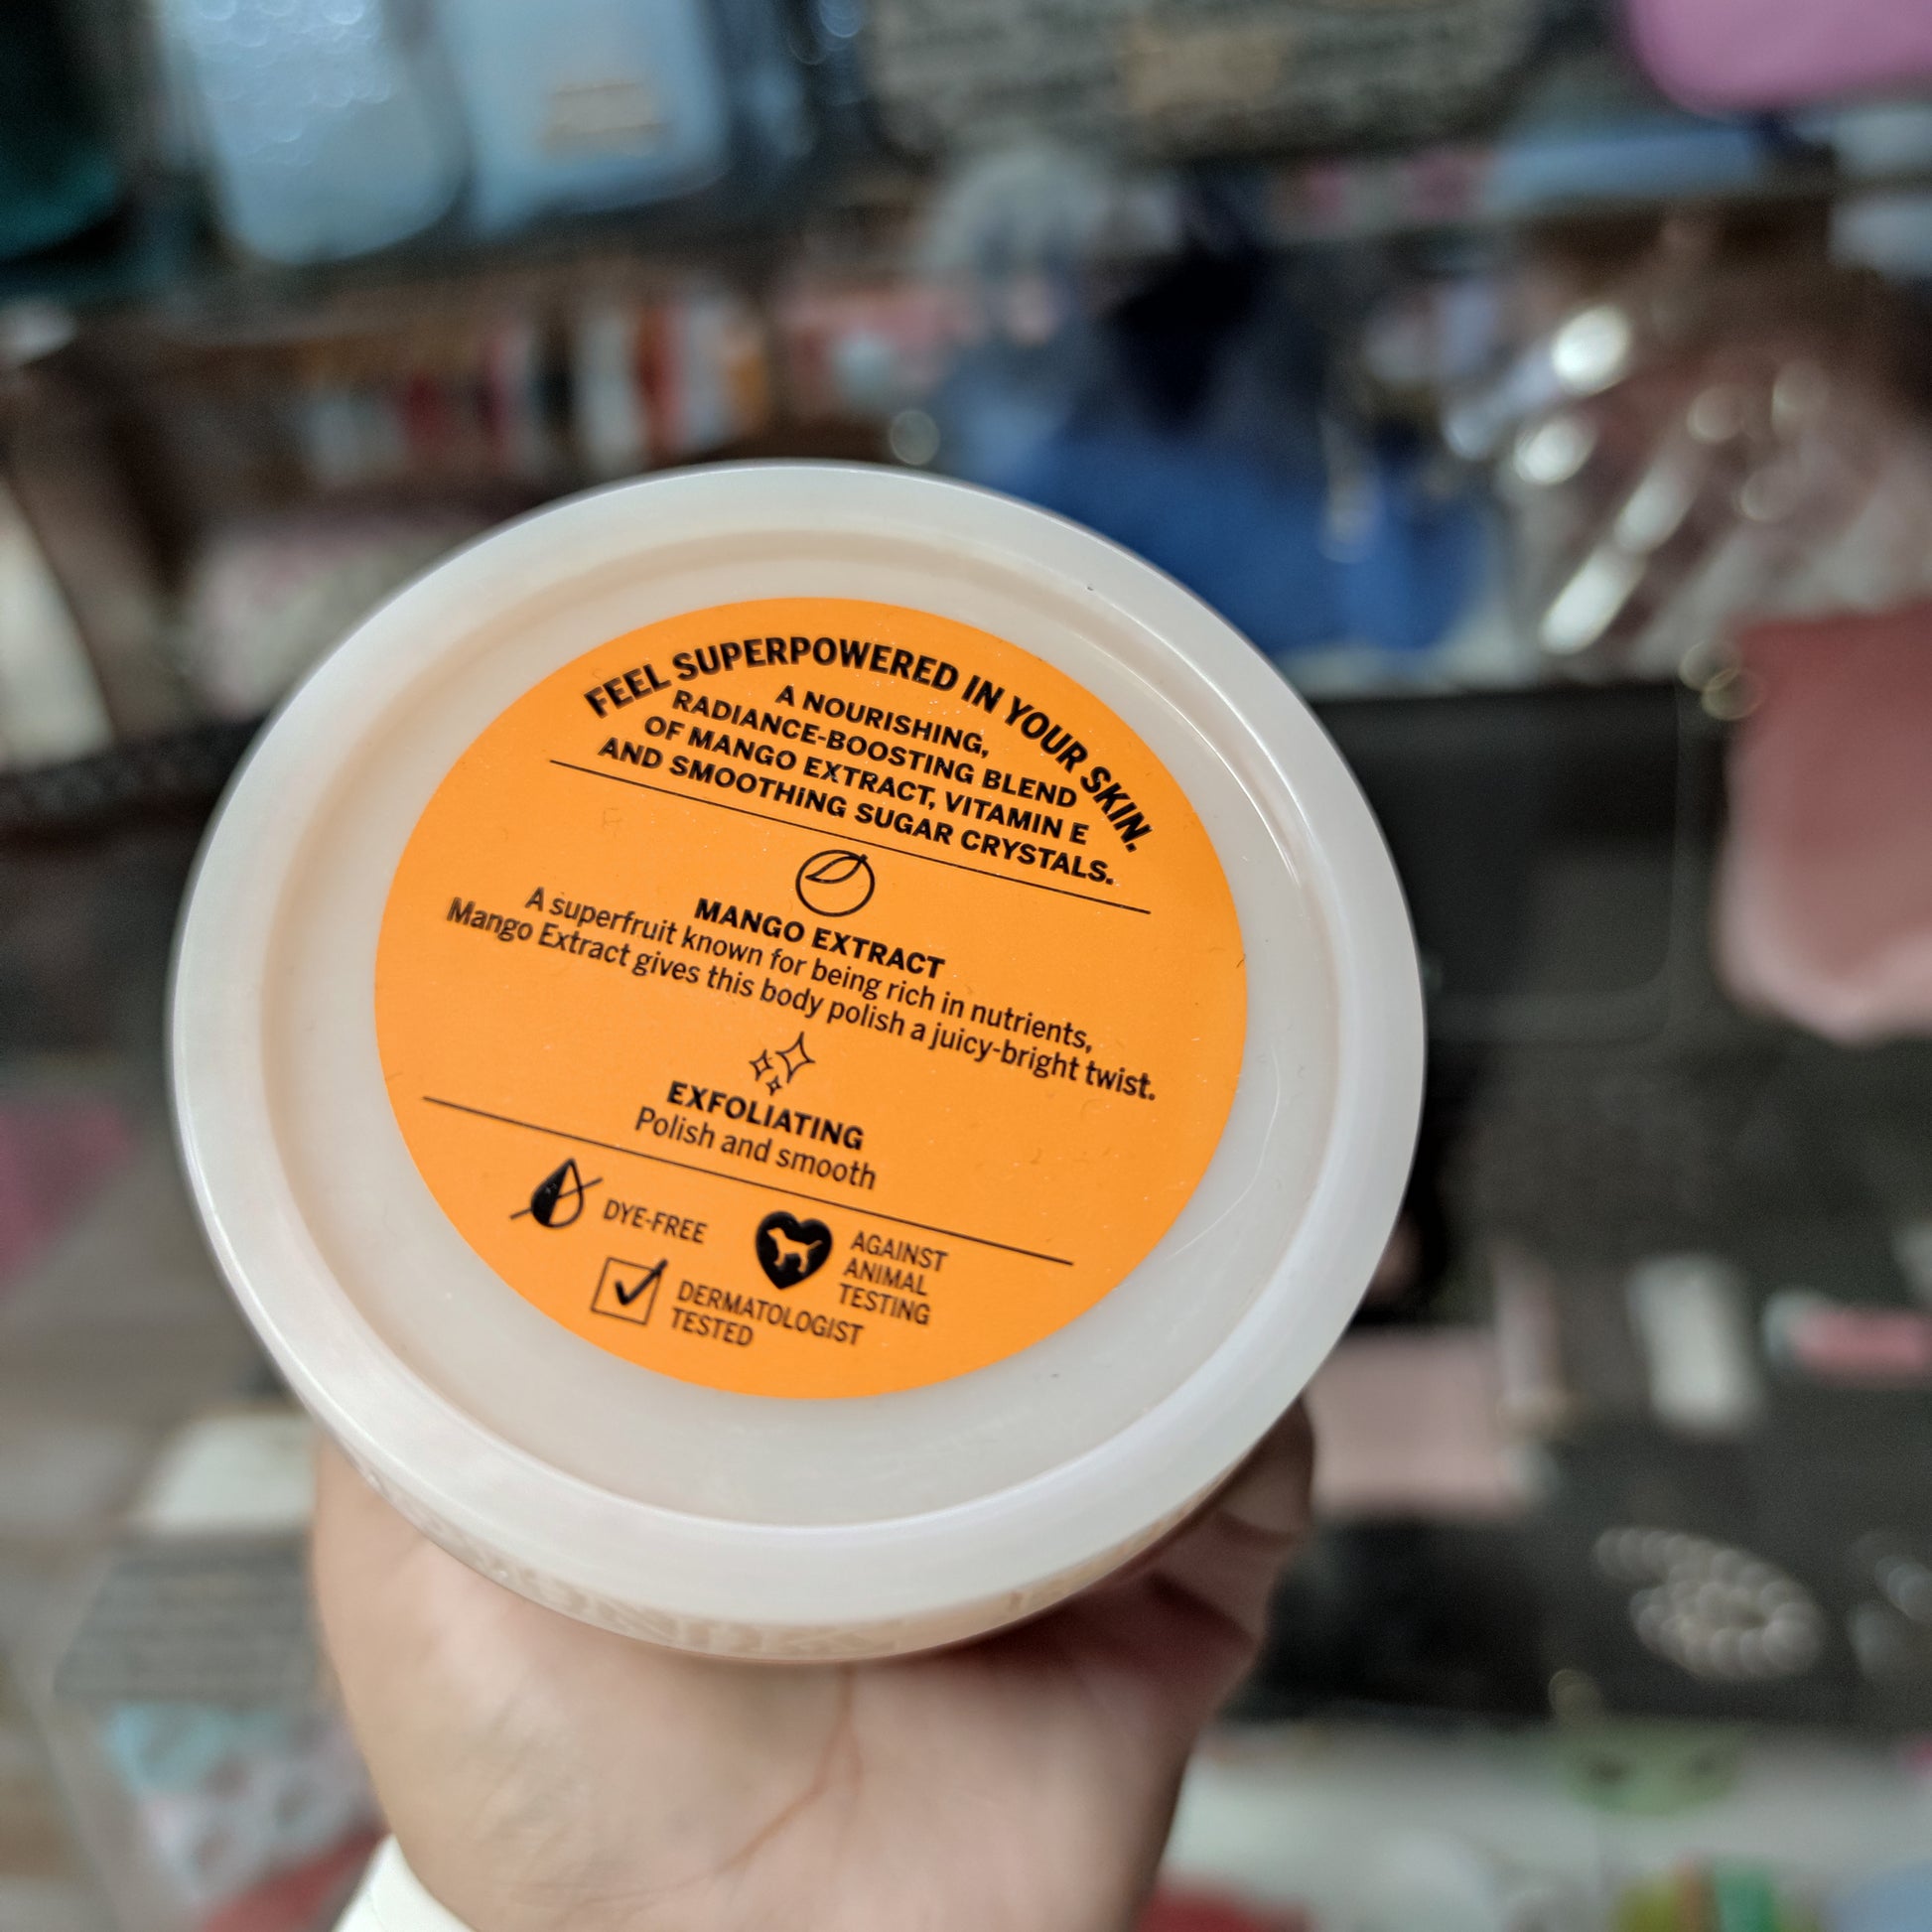 FEEL SUPERPOWERED IN YOUR SKIN.
A NOURISHING,
RADIANCE-BOOSTING BLEND
OF MANGO EXTRACT, VITAMIN E
AND SMOOTHING SUGAR CRYSTALS.
MANGO EXTRACT
A superfruit known for being rich in nutrients,
Mango Extract gives this body polish a juicy-bright twist.
EXFOLIATING
Polish and smooth
DYE-FREE
AGAINST
ANIMAL
TESTING
DERMATOLOGIST
TESTED